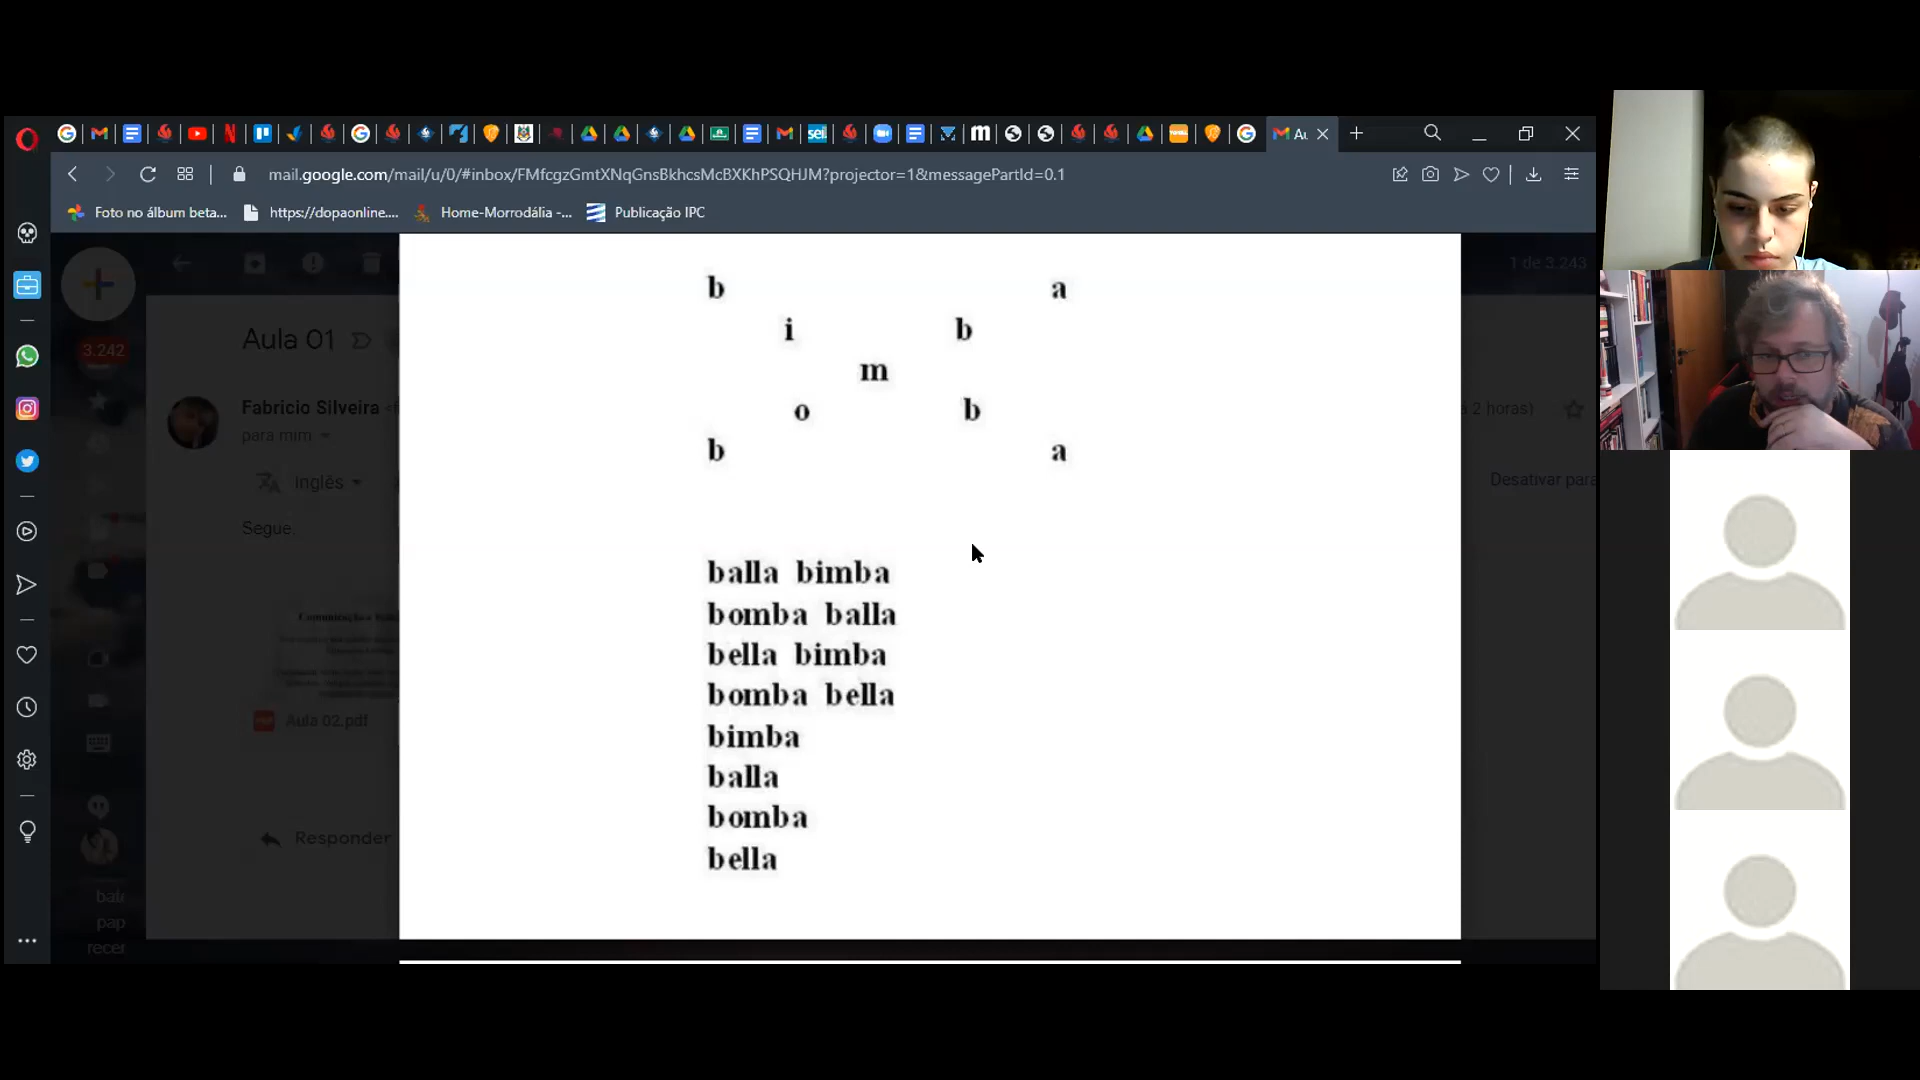 sei
Au
mail.google.com/mail/u/0/#inbox/FMfcgzGmtXNqGnsBkhcsMcBXKhPSQHJM?projector=1&messagePartId=0.1
Foto no álbum beta... https://dopaonline.... Home-Morrodália -... Publicação IPC
1 de 3.243
Aula 01
3.242
Fabricio Silveira
2 horas)
para mim
Inglês
Desativar para
Segue.
Aula 02.pdf
Responder
b a
i b
m
o b
b a
balla bimba
bomba balla
bella bimba
bomba bella
bimba
balla
bomba
bella